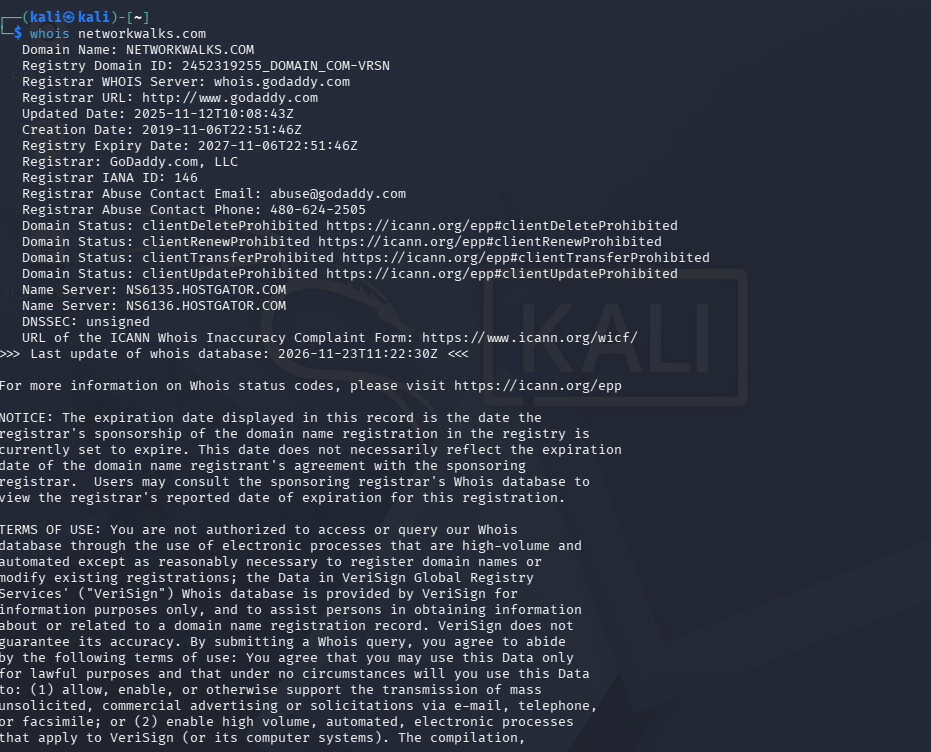 ┌──(kali㉿kali)-[~]
└─$ whois networkwalks.com
Domain Name: NETWORKWALKS.COM
Registry Domain ID: 2452319255_DOMAIN_COM-VRSN
Registrar WHOIS Server: whois.godaddy.com
Registrar URL: http://www.godaddy.com
Updated Date: 2025-11-12T10:08:43Z
Creation Date: 2019-11-06T22:51:46Z
Registry Expiry Date: 2027-11-06T22:51:46Z
Registrar: GoDaddy.com, LLC
Registrar IANA ID: 146
Registrar Abuse Contact Email: abuse@godaddy.com
Registrar Abuse Contact Phone: 480-624-2505
Domain Status: clientDeleteProhibited https://icann.org/epp#clientDeleteProhibited
Domain Status: clientRenewProhibited https://icann.org/epp#clientRenewProhibited
Domain Status: clientTransferProhibited https://icann.org/epp#clientTransferProhibited
Domain Status: clientUpdateProhibited https://icann.org/epp#clientUpdateProhibited
Name Server: NS6135.HOSTGATOR.COM
Name Server: NS6136.HOSTGATOR.COM
DNSSEC: unsigned
URL of the ICANN Whois Inaccuracy Complaint Form: https://www.icann.org/wicf/
>>> Last update of whois database: 2026-11-23T11:22:30Z <<<
KALI
For more information on Whois status codes, please visit https://icann.org/epp
NOTICE: The expiration date displayed in this record is the date the
registrar's sponsorship of the domain name registration in the registry is
currently set to expire. This date does not necessarily reflect the expiration
date of the domain name registrant's agreement with the sponsoring
registrar.  Users may consult the sponsoring registrar's Whois database to
view the registrar's reported date of expiration for this registration.
TERMS OF USE: You are not authorized to access or query our Whois
database through the use of electronic processes that are high-volume and
automated except as reasonably necessary to register domain names or
modify existing registrations; the Data in VeriSign Global Registry
Services' ("VeriSign") Whois database is provided by VeriSign for
information purposes only, and to assist persons in obtaining information
about or related to a domain name registration record. VeriSign does not
guarantee its accuracy. By submitting a Whois query, you agree to abide
by the following terms of use: You agree that you may use this Data only
for lawful purposes and that under no circumstances will you use this Data
to: (1) allow, enable, or otherwise support the transmission of mass
unsolicited, commercial advertising or solicitations via e-mail, telephone,
or facsimile; or (2) enable high volume, automated, electronic processes
that apply to VeriSign (or its computer systems). The compilation,